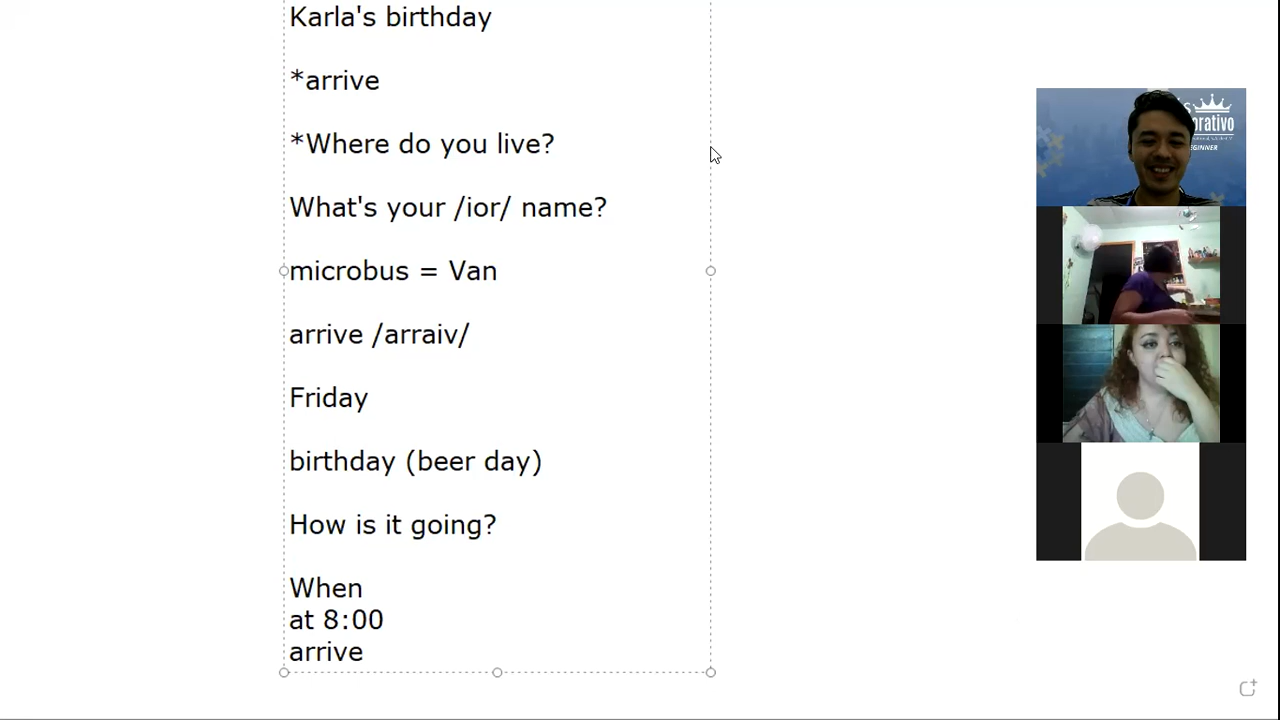 Karla's birthday
*arrive
*Where do you live?
What's your /ior/ name?
microbus = Van
arrive /arraiv/
Friday
birthday (beer day)
How is it going?
When
at 8:00
arrive